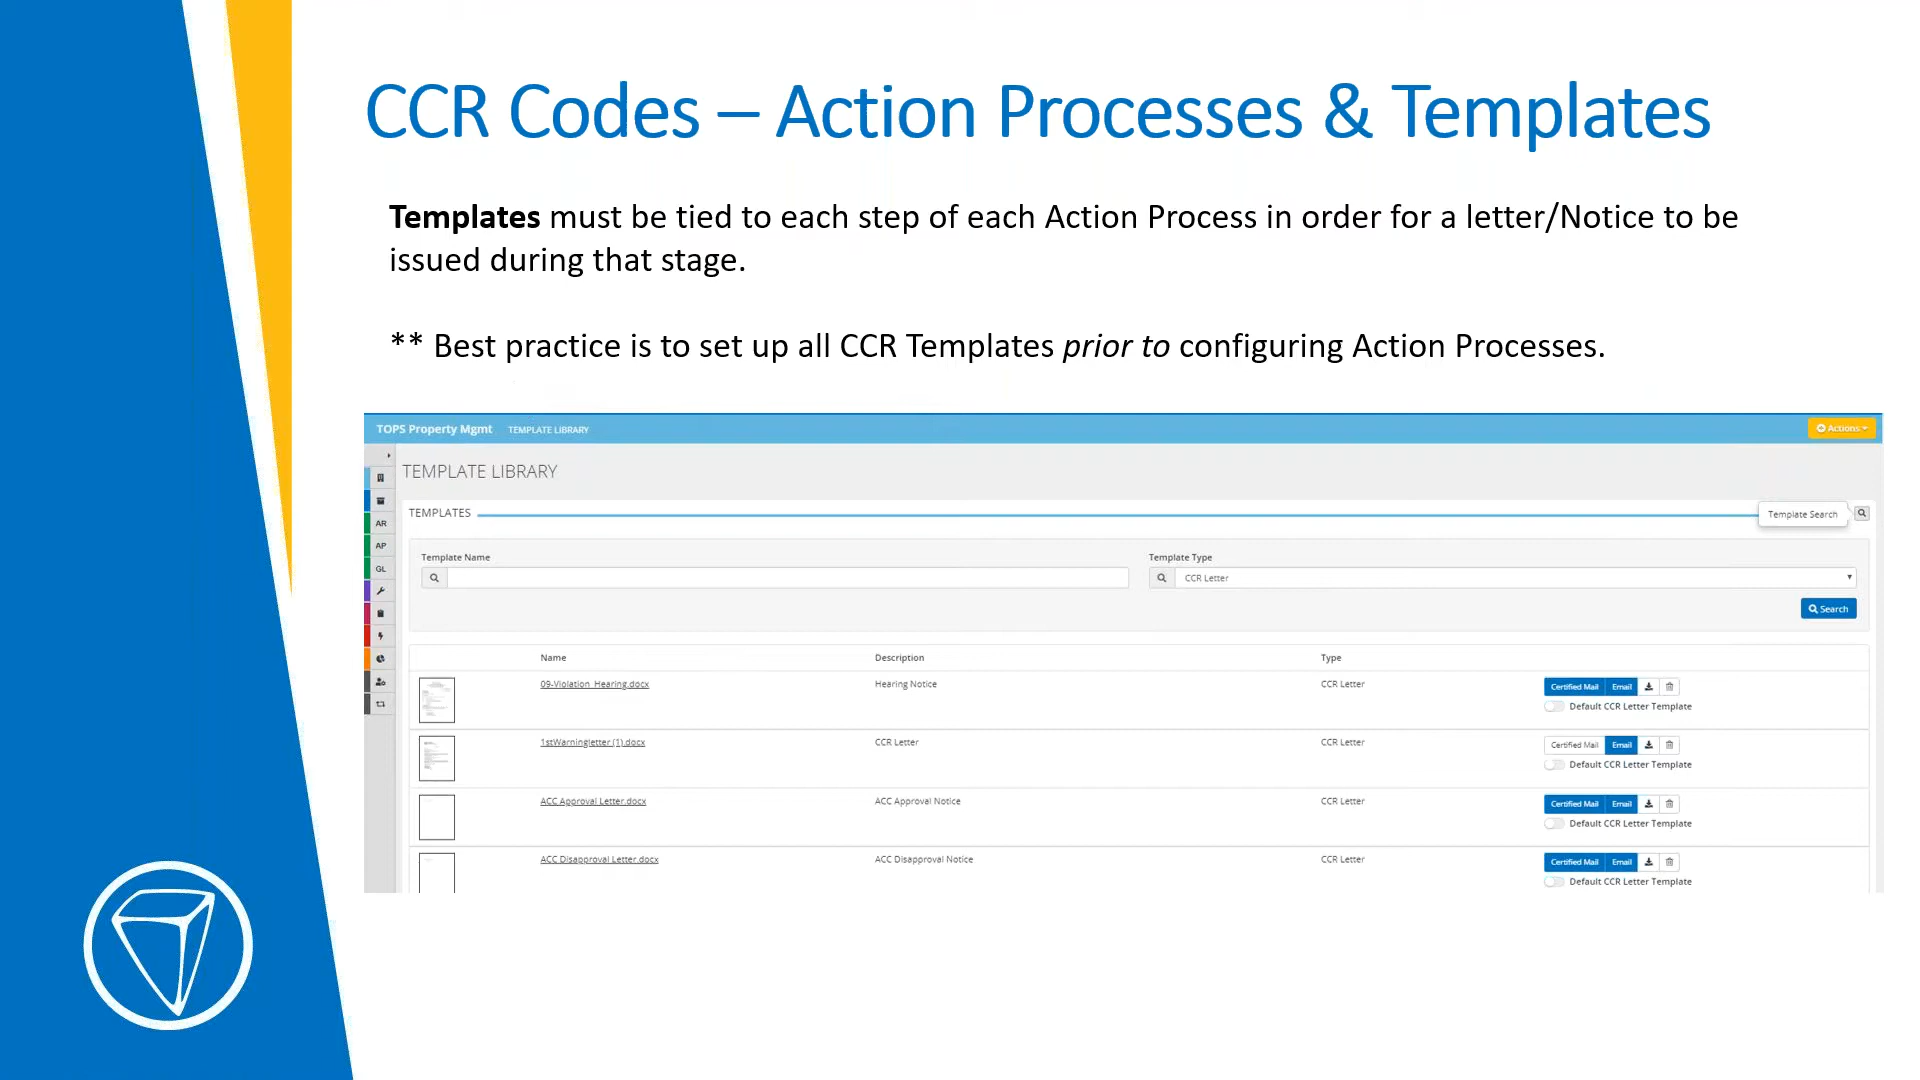 CCR Codes – Action Processes & Templates
Templates must be tied to each step of each Action Process in order for a letter/Notice to be
issued during that stage.
** Best practice is to set up all CCR Templates prior to configuring Action Processes.
TOPS Property Mgmt TEMPLATE LIBRARY Actions
TEMPLATE LIBRARY
TEMPLATES Template Search
AR
AP
GL
Template Name Template Type
CCR Letter
Search
Name Description Type
09-Violation_Hearing.docx Hearing Notice CCR Letter Certified Mail Email
Default CCR Letter Template
1stWarningletter (1).docx CCR Letter CCR Letter Certified Mail Email
Default CCR Letter Template
ACC Approval Letter.docx ACC Approval Notice CCR Letter Certified Mail Email
Default CCR Letter Template
ACC Disapproval Letter.docx ACC Disapproval Notice CCR Letter Certified Mail Email
Default CCR Letter Template